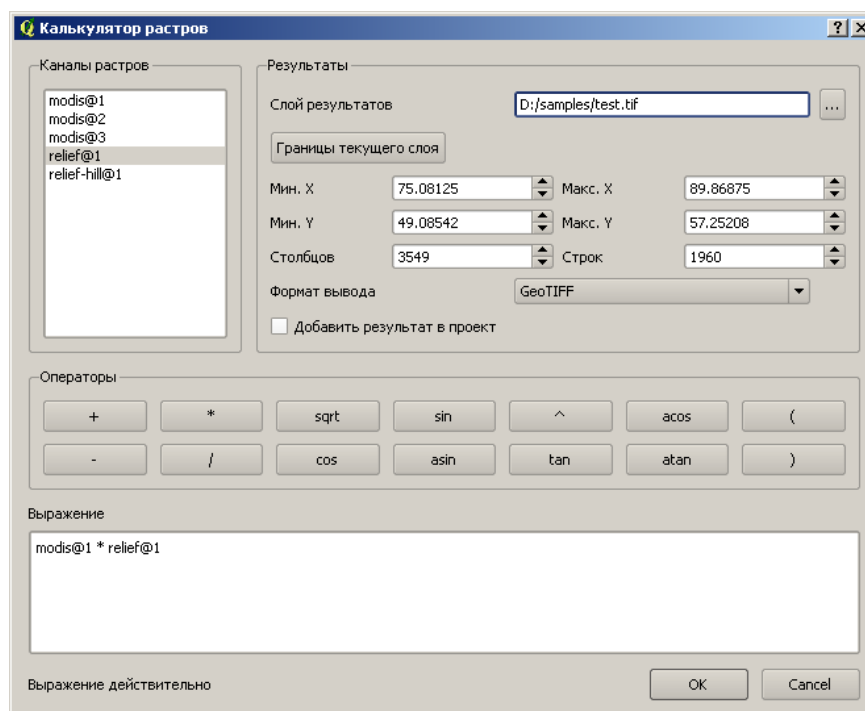 Калькулятор растров
Каналы растров
modis@1
modis@2
modis@3
relief@1
relief-hill@1
Результаты
Слой результатов D:/samples/test.tif ...
Границы текущего слоя
Мин. X 75.08125 Макс. X 89.86875
Мин. Y 49.08542 Макс. Y 57.25208
Столбцов 3549 Строк 1960
Формат вывода GeoTIFF
Добавить результат в проект
Операторы
+ * sqrt sin ^ acos (
- / cos asin tan atan )
Выражение
modis@1 * relief@1
Выражение действительно
OK Cancel